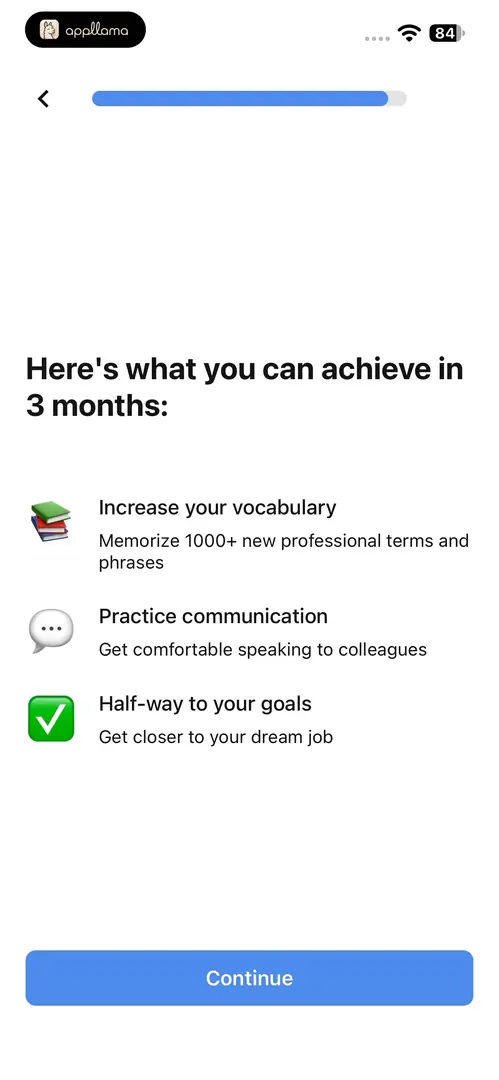 appllama
84
Here's what you can achieve in
3 months:
Increase your vocabulary
Memorize 1000+ new professional terms and
phrases
Practice communication
Get comfortable speaking to colleagues
Half-way to your goals
Get closer to your dream job
Continue